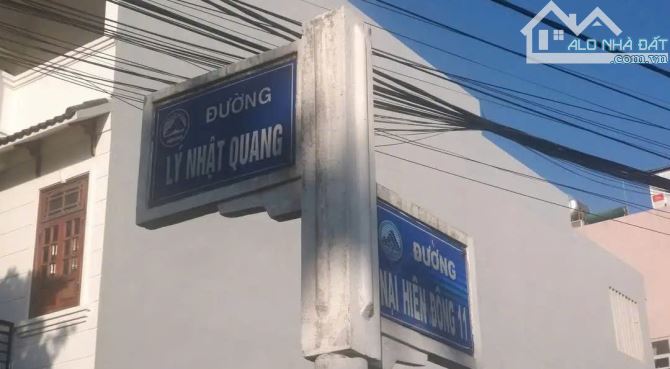 ALO NHÀ ĐẤT
.com.vn
ĐƯỜNG
LÝ NHẬT QUANG
ĐƯỜNG
NẠI HIÊN ĐÔNG 11